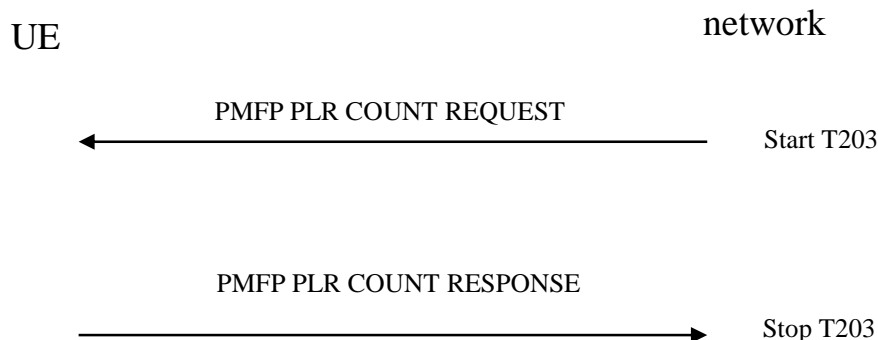 UE
network
PMFP PLR COUNT REQUEST
Start T203
PMFP PLR COUNT RESPONSE
Stop T203